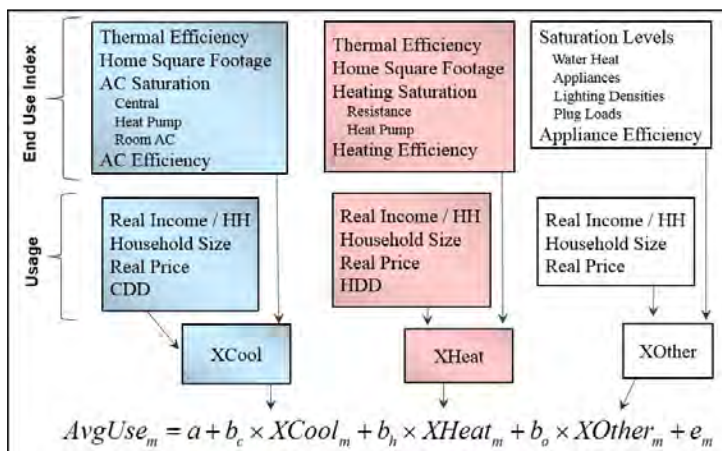 End Use Index
Thermal Efficiency
Home Square Footage
AC Saturation
Central
Heat Pump
Room AC
AC Efficiency
Thermal Efficiency
Home Square Footage
Heating Saturation
Resistance
Heat Pump
Heating Efficiency
Saturation Levels
Water Heat
Appliances
Lighting Densities
Plug Loads
Appliance Efficiency
Usage
Real Income / HH
Household Size
Real Price
CDD
Real Income / HH
Household Size
Real Price
HDD
Real Income / HH
Household Size
Real Price
XCool
XHeat
XOther
AvgUse_m = a + b_c × XCool_m + b_h × XHeat_m + b_o × XOther_m + e_m